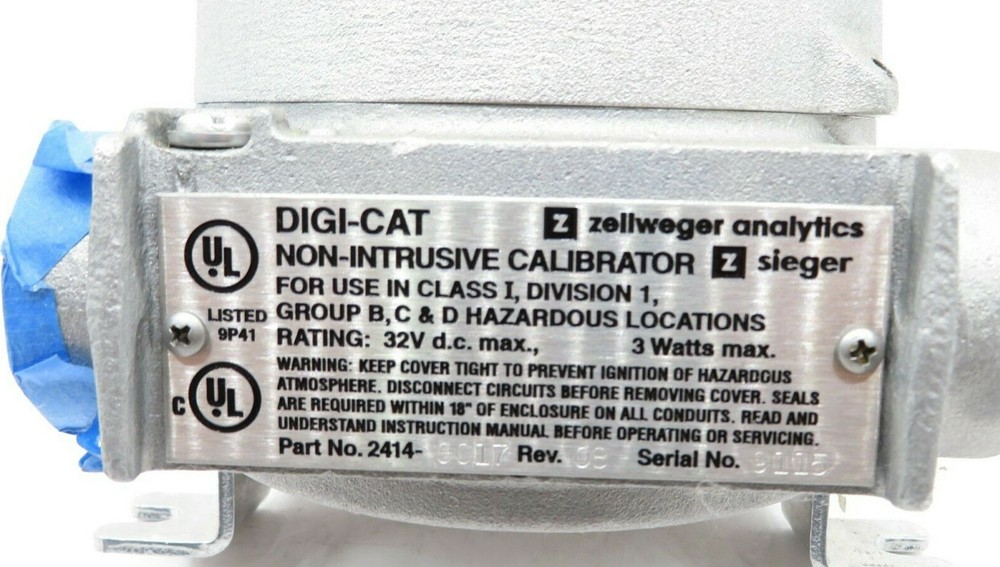 DIGI-CAT
Z zellweger analytics
NON-INTRUSIVE CALIBRATOR
Z sieger
FOR USE IN CLASS I, DIVISION 1,
GROUP B, C & D HAZARDOUS LOCATIONS
UL
LISTED
9P41
RATING: 32V d.c. max., 3 Watts max.
C UL
WARNING: KEEP COVER TIGHT TO PREVENT IGNITION OF HAZARDOUS
ATMOSPHERE. DISCONNECT CIRCUITS BEFORE REMOVING COVER. SEALS
ARE REQUIRED WITHIN 18" OF ENCLOSURE ON ALL CONDUITS. READ AND
UNDERSTAND INSTRUCTION MANUAL BEFORE OPERATING OR SERVICING.
Part No. 2414- Rev. Serial No.